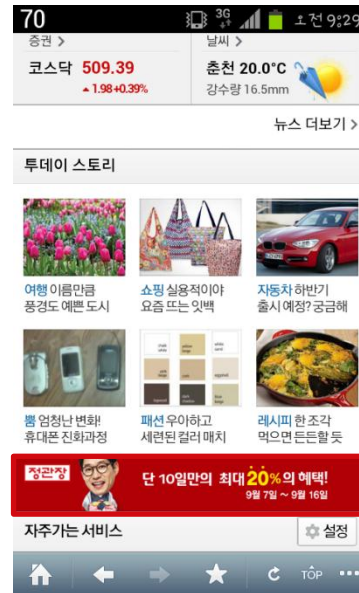 70 3G 오전 9:29
증권 > 날씨 >
코스닥 509.39 춘천 20.0°C
▲ 1.98 +0.39% 강수량 16.5mm
뉴스 더보기 >
투데이 스토리
여행 이름만큼 쇼핑 실용적이야 자동차 하반기
풍경도 예쁜 도시 요즘 뜨는 잇백 출시 예정? 궁금해
뿜 엄청난 변화! 패션 우아하고 레시피 한 조각
휴대폰 진화과정 세련된 컬러 매치 먹으면 든든할 듯
정관장 단 10일만의 최대 20%의 혜택!
9월 7일 ~ 9월 16일
자주가는 서비스 설정
TOP